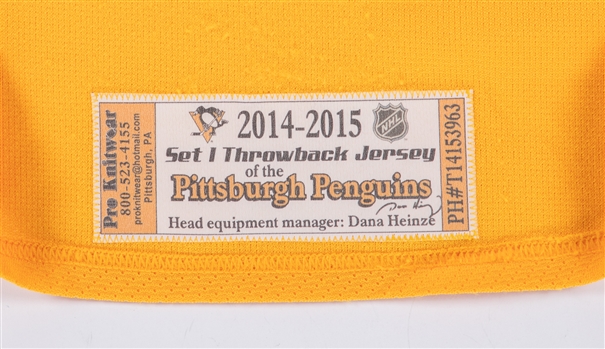 Pro Knitwear
800-523-4155
proknitwear@hotmail.com
Pittsburgh, PA
2014-2015
NHL
Set 1 Throwback Jersey
of the
Pittsburgh Penguins
Head equipment manager: Dana Heinze
PH#T14153963